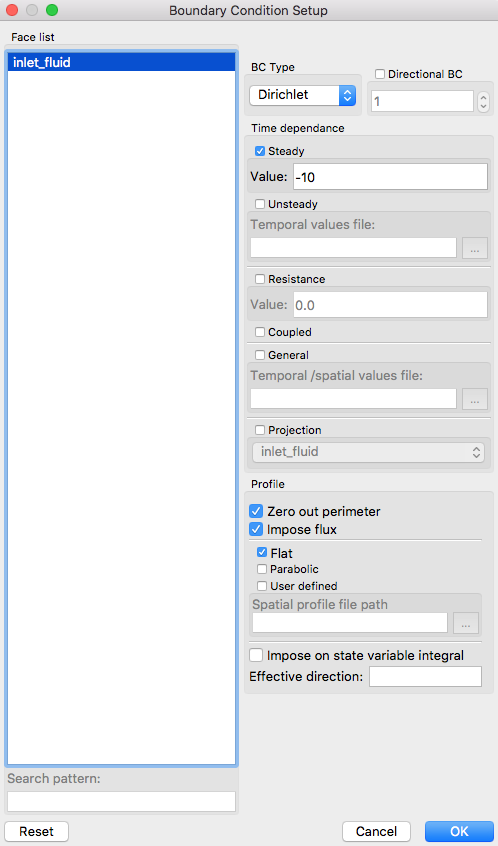 Boundary Condition Setup
Face list
inlet_fluid
Search pattern:
BC Type
Dirichlet
Directional BC
1
Time dependance
Steady
Value: -10
Unsteady
Temporal values file:
...
Resistance
Value: 0.0
Coupled
General
Temporal /spatial values file:
...
Projection
inlet_fluid
Profile
Zero out perimeter
Impose flux
Flat
Parabolic
User defined
Spatial profile file path
...
Impose on state variable integral
Effective direction:
Reset
Cancel
OK